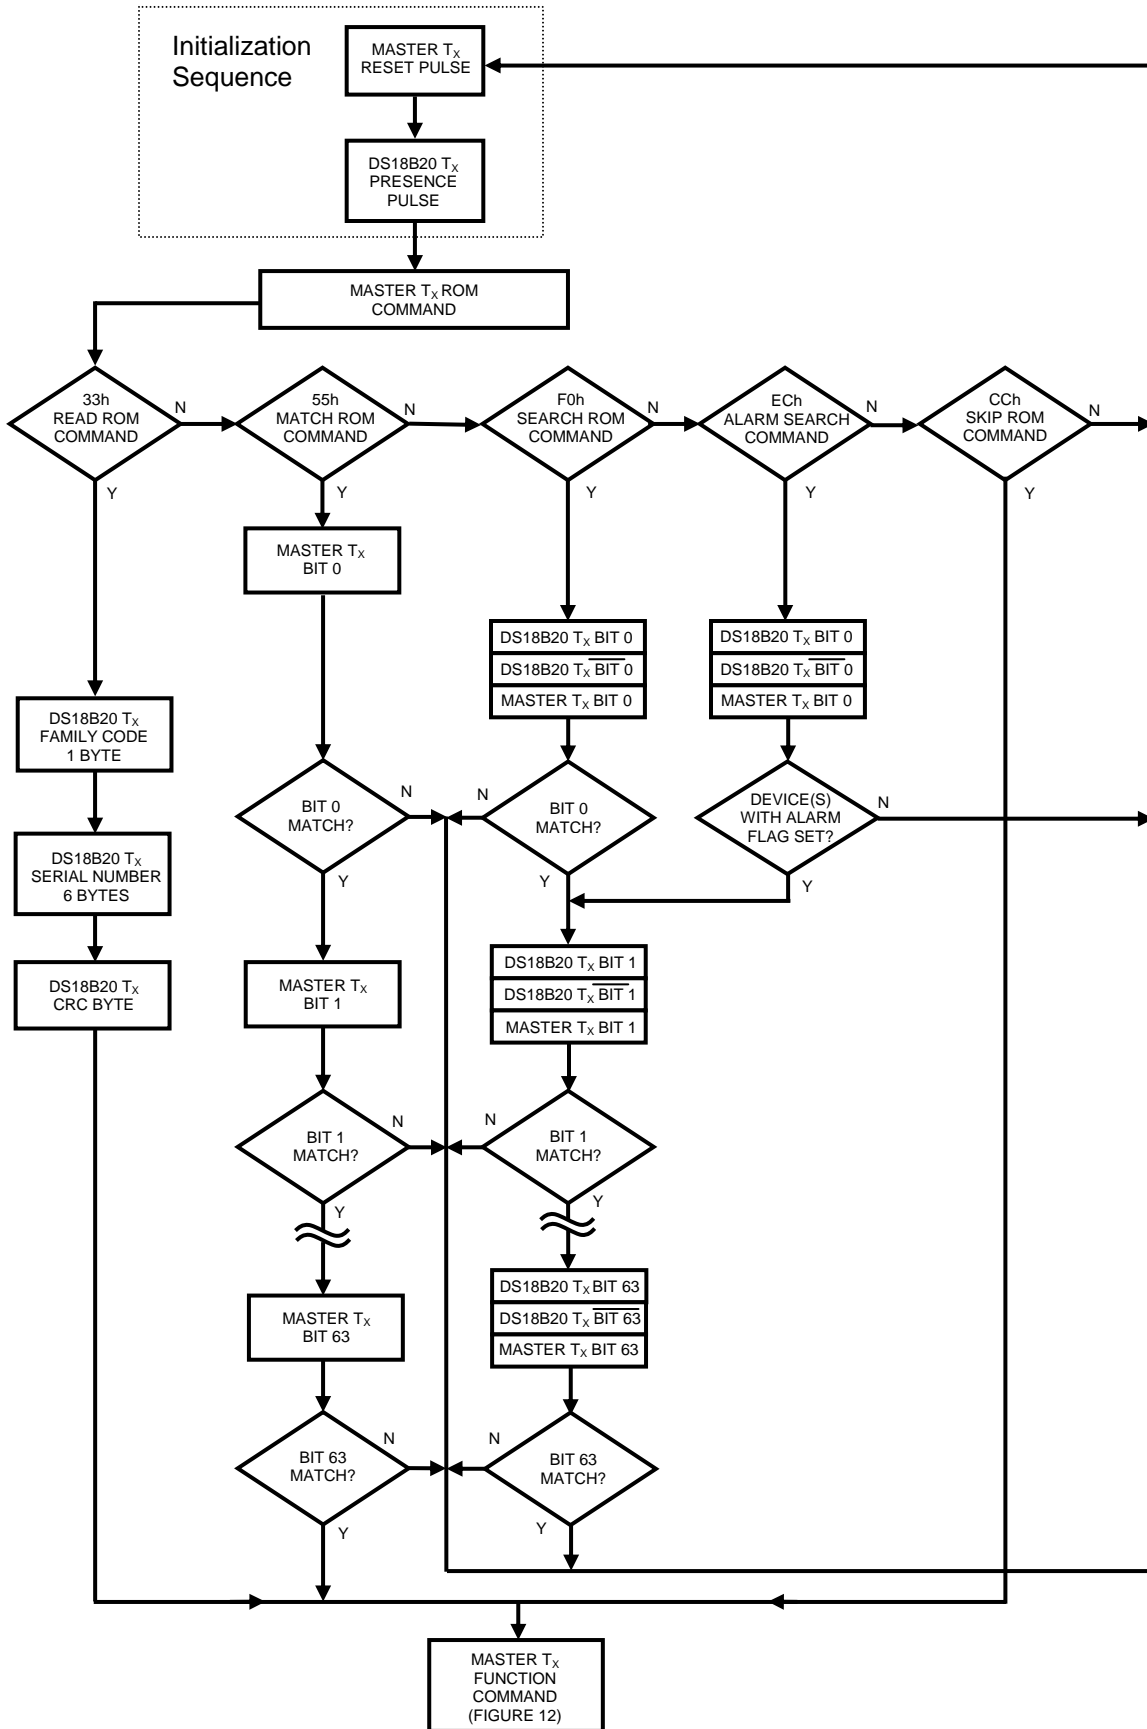 Initialization
Sequence
MASTER TX
RESET PULSE
DS18B20 TX
PRESENCE
PULSE
MASTER TX ROM
COMMAND
33h
READ ROM
COMMAND
N
Y
55h
MATCH ROM
COMMAND
N
Y
F0h
SEARCH ROM
COMMAND
N
Y
ECh
ALARM SEARCH
COMMAND
N
Y
CCh
SKIP ROM
COMMAND
N
Y
MASTER TX
BIT 0
DS18B20 TX BIT 0
DS18B20 TX BIT 0
MASTER TX BIT 0
DS18B20 TX BIT 0
DS18B20 TX BIT 0
MASTER TX BIT 0
DS18B20 TX
FAMILY CODE
1 BYTE
BIT 0
MATCH?
N
Y
BIT 0
MATCH?
N
Y
DEVICE(S)
WITH ALARM
FLAG SET?
N
Y
DS18B20 TX
SERIAL NUMBER
6 BYTES
DS18B20 TX
CRC BYTE
MASTER TX
BIT 1
DS18B20 TX BIT 1
DS18B20 TX BIT 1
MASTER TX BIT 1
BIT 1
MATCH?
N
Y
BIT 1
MATCH?
N
Y
MASTER TX
BIT 63
DS18B20 TX BIT 63
DS18B20 TX BIT 63
MASTER TX BIT 63
BIT 63
MATCH?
N
Y
BIT 63
MATCH?
N
Y
MASTER TX
FUNCTION
COMMAND
(FIGURE 12)